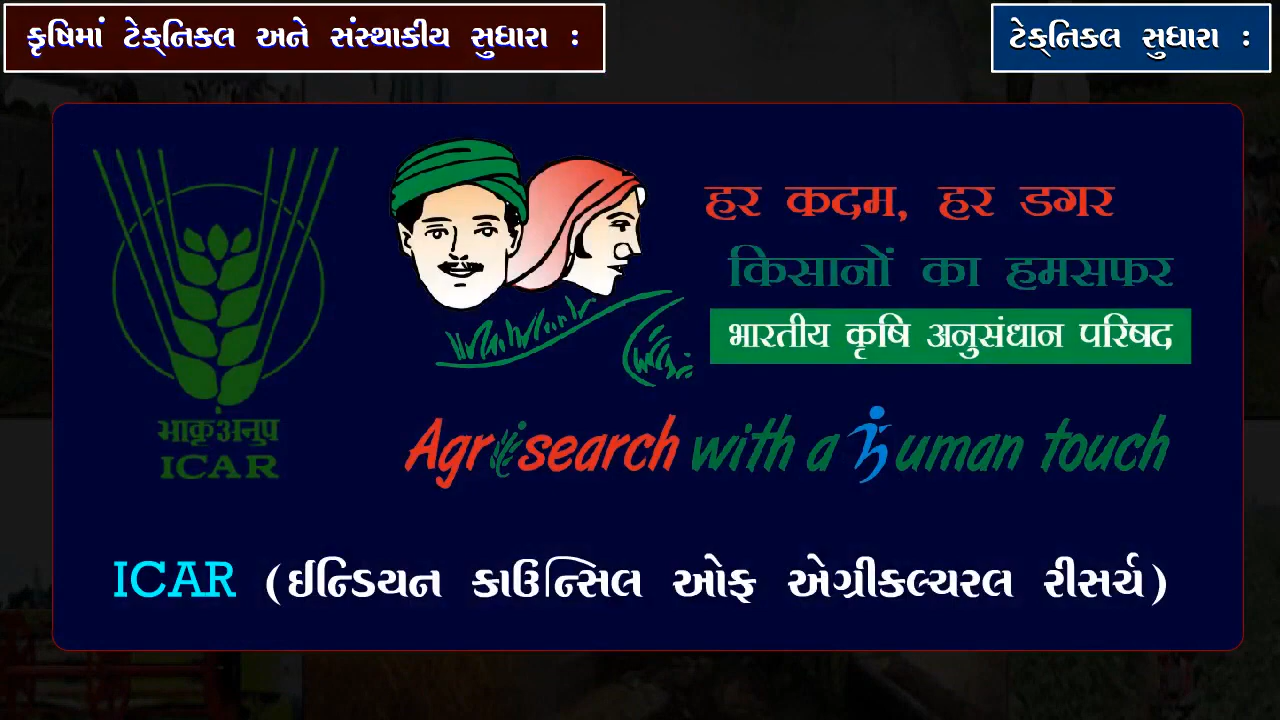 કૃષિમાં ટેક્નિકલ અને સંસ્થાકીય સુધારા :
ટેક્નિકલ સુધારા :
हर कदम, हर डगर
किसानों का हमसफर
भारतीय कृषि अनुसंधान परिषद
भाकृअनुप
ICAR
Agrisearch with a human touch
ICAR (ઈન્ડિયન કાઉન્સિલ ઓફ એગ્રીકલ્ચરલ રીસર્ચ)